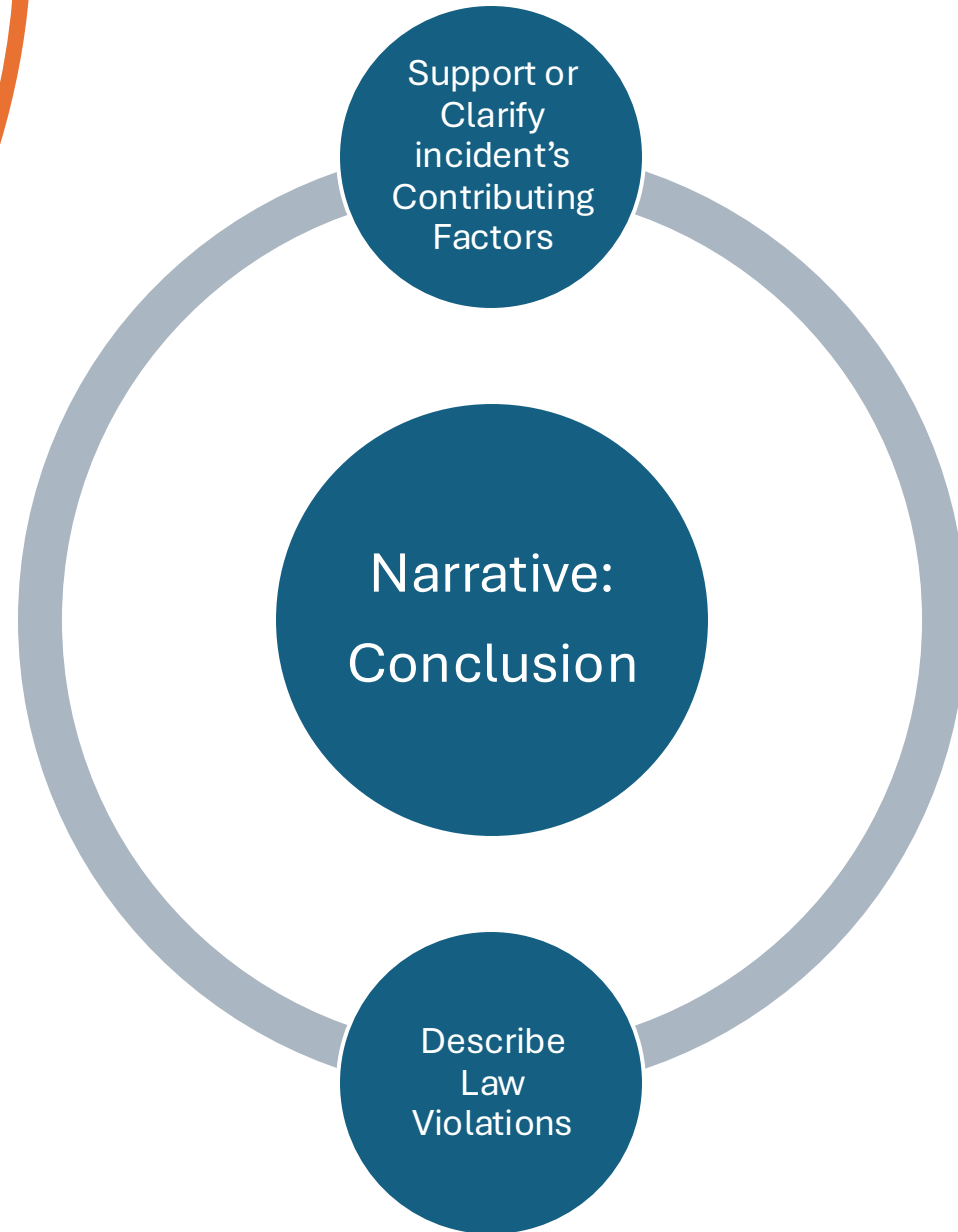 Support or
Clarify
incident’s
Contributing
Factors
Narrative:
Conclusion
Describe
Law
Violations